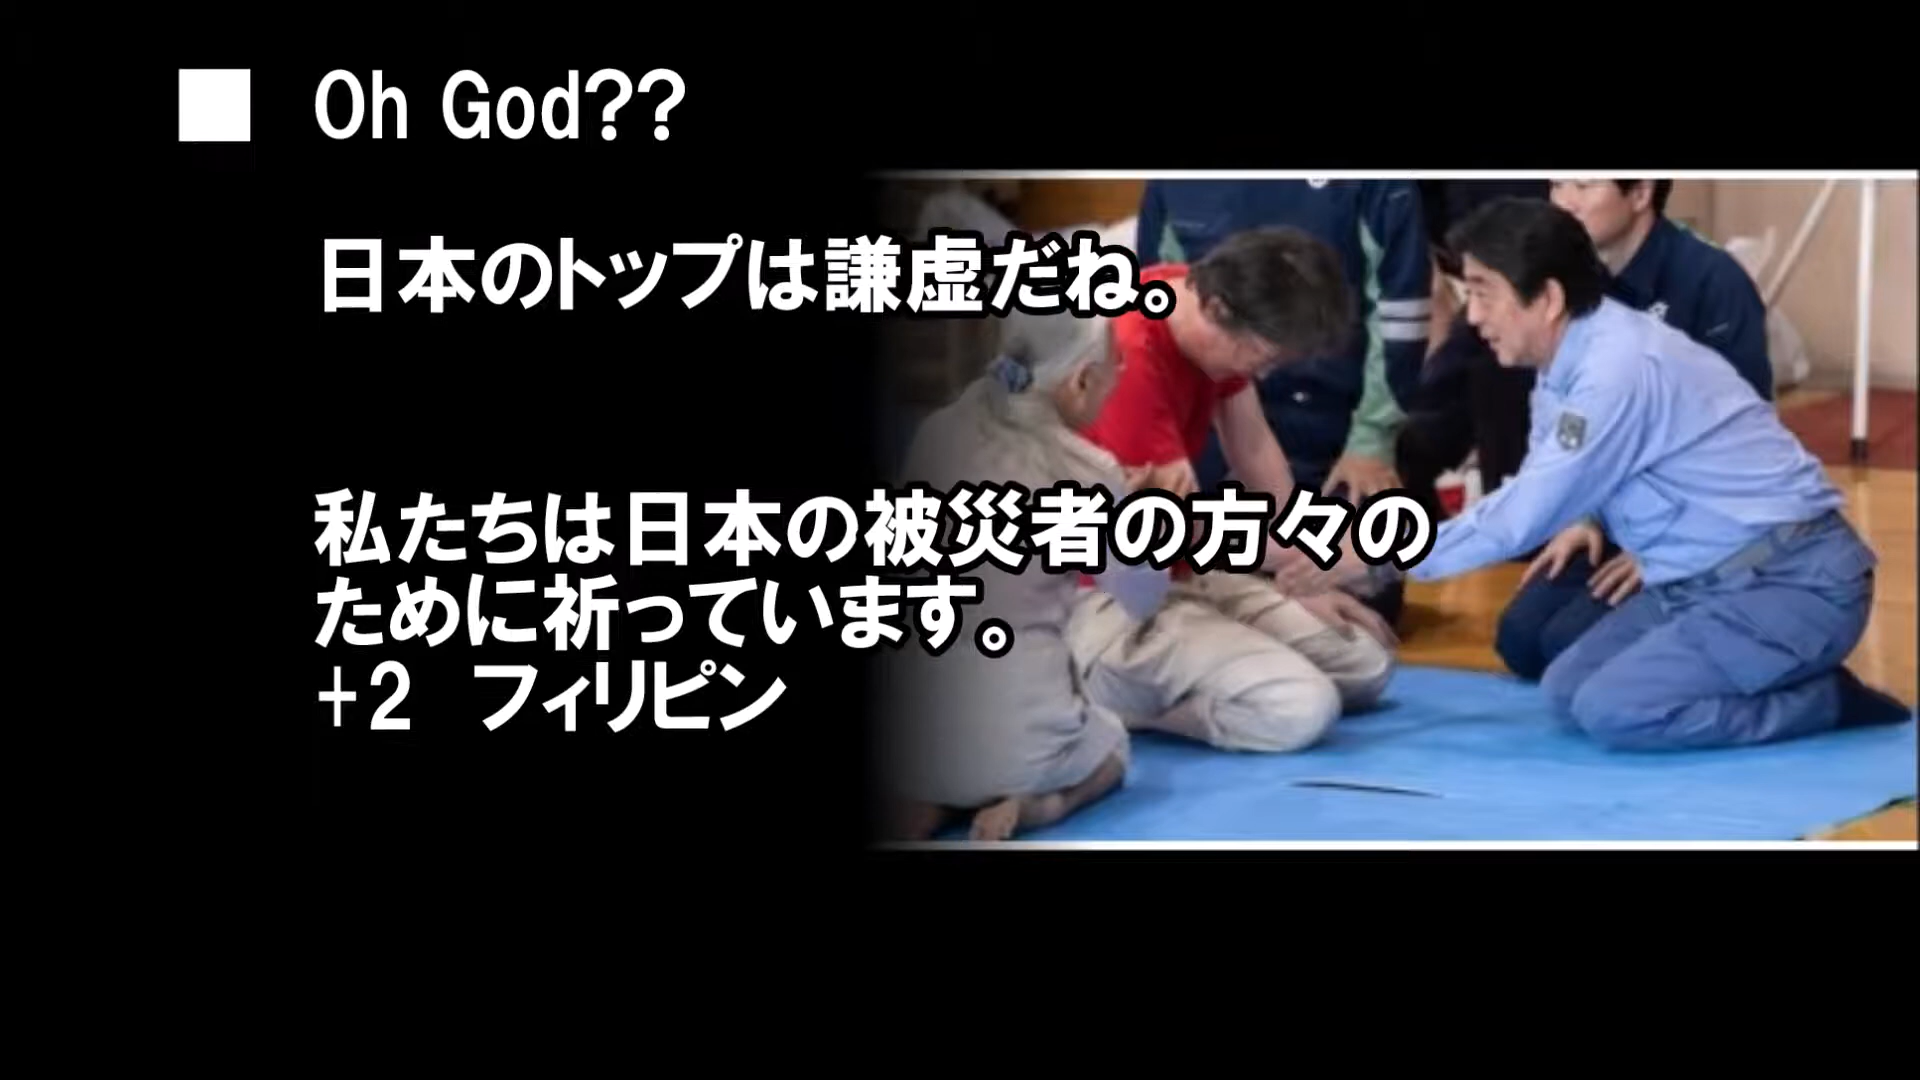 ■ Oh God??
日本のトップは謙虚だね。
私たちは日本の被災者の方々の
ために祈っています。
+2 フィリピン